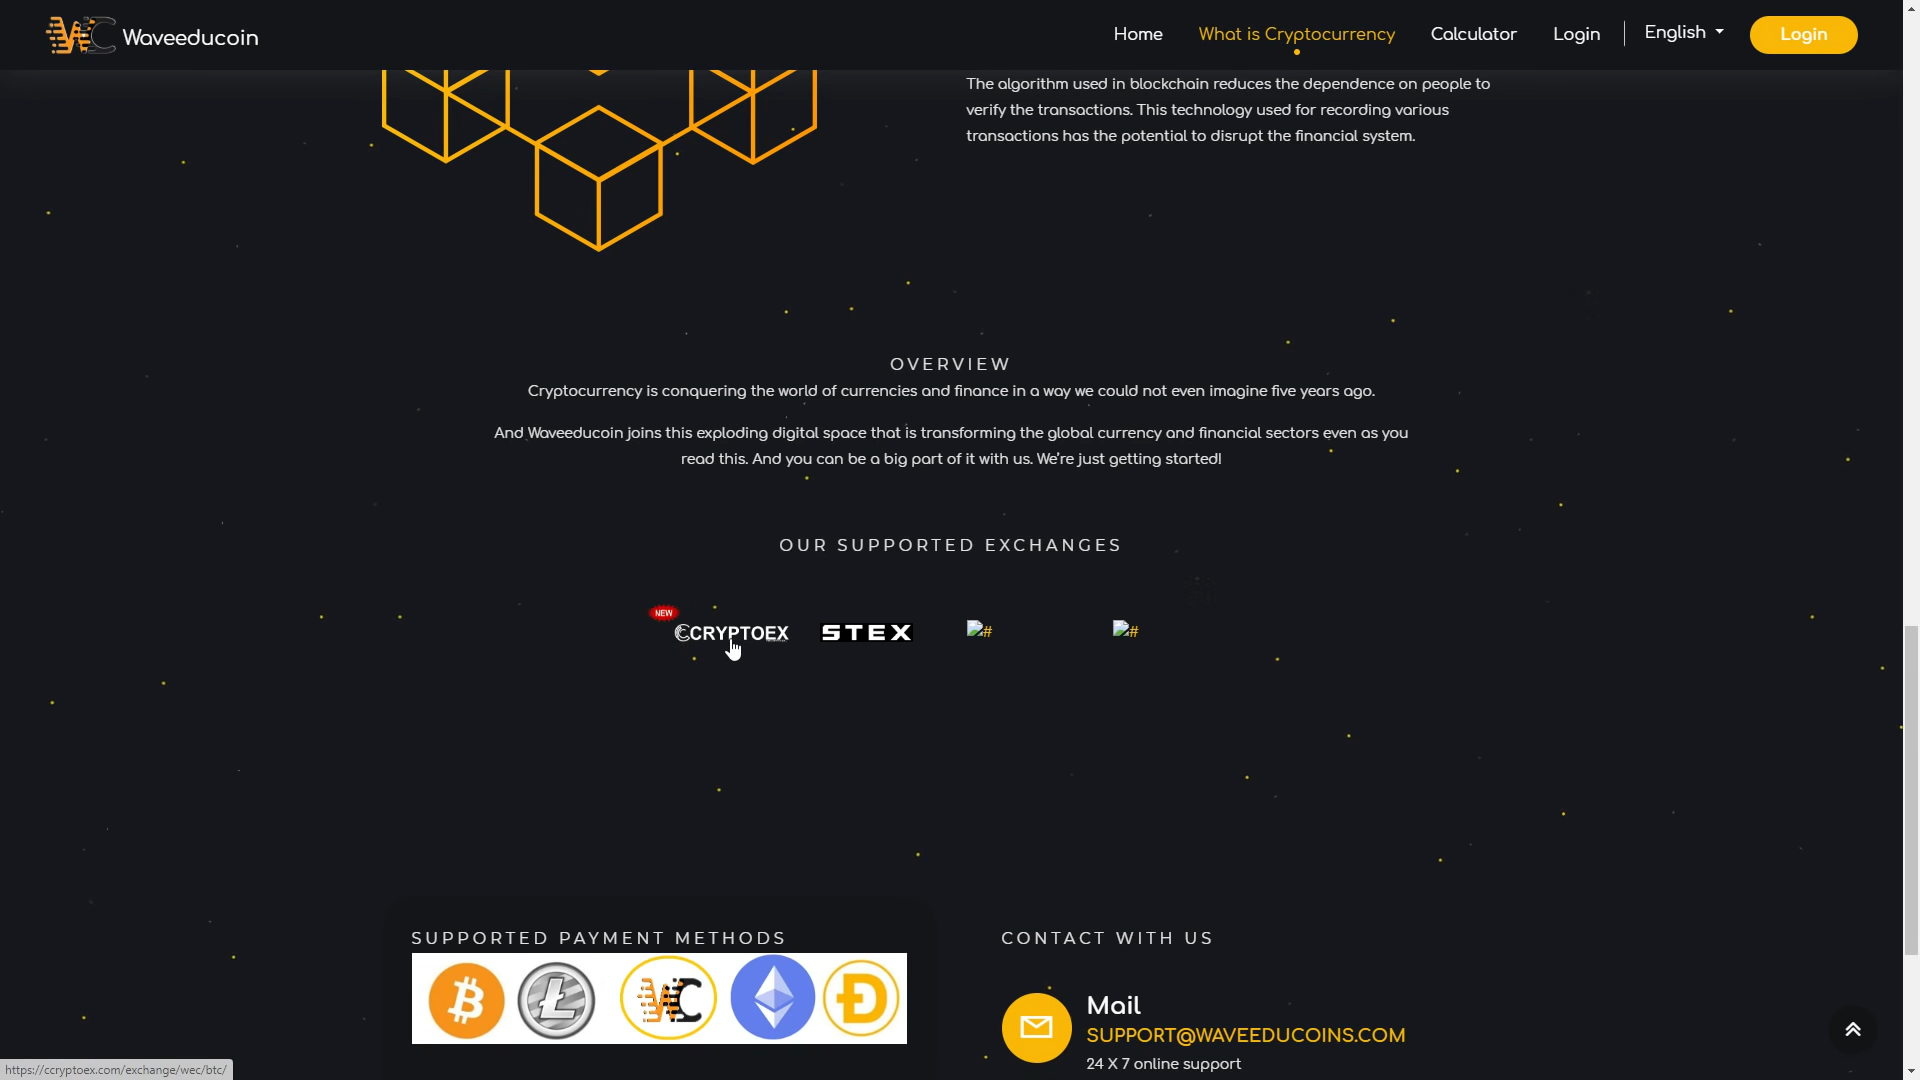 Waveeducoin
Home What is Cryptocurrency Calculator Login English Login
The algorithm used in blockchain reduces the dependence on people to
verify the transactions. This technology used for recording various
transactions has the potential to disrupt the financial system.
OVERVIEW
Cryptocurrency is conquering the world of currencies and finance in a way we could not even imagine five years ago.
And Waveeducoin joins this exploding digital space that is transforming the global currency and financial sectors even as you
read this. And you can be a big part of it with us. We're just getting started!
OUR SUPPORTED EXCHANGES
NEW
CCRYPTOEX STEX # #
SUPPORTED PAYMENT METHODS
CONTACT WITH US
Mail
SUPPORT@WAVEEDUCOINS.COM
24 X 7 online support
https://ccryptoex.com/exchange/wec/btc/